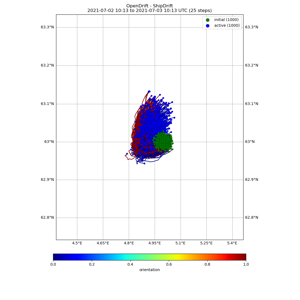 OpenDrift - ShipDrift
2021-07-02 10:13 to 2021-07-03 10:13 UTC (25 steps)
initial (1000)
active (1000)
63.3°N 63.3°N
63.2°N 63.2°N
63.1°N 63.1°N
63°N 63°N
62.9°N 62.9°N
62.8°N 62.8°N
4.5°E 4.65°E 4.8°E 4.95°E 5.1°E 5.25°E 5.4°E
0.0 0.2 0.4 0.6 0.8 1.0
orientation